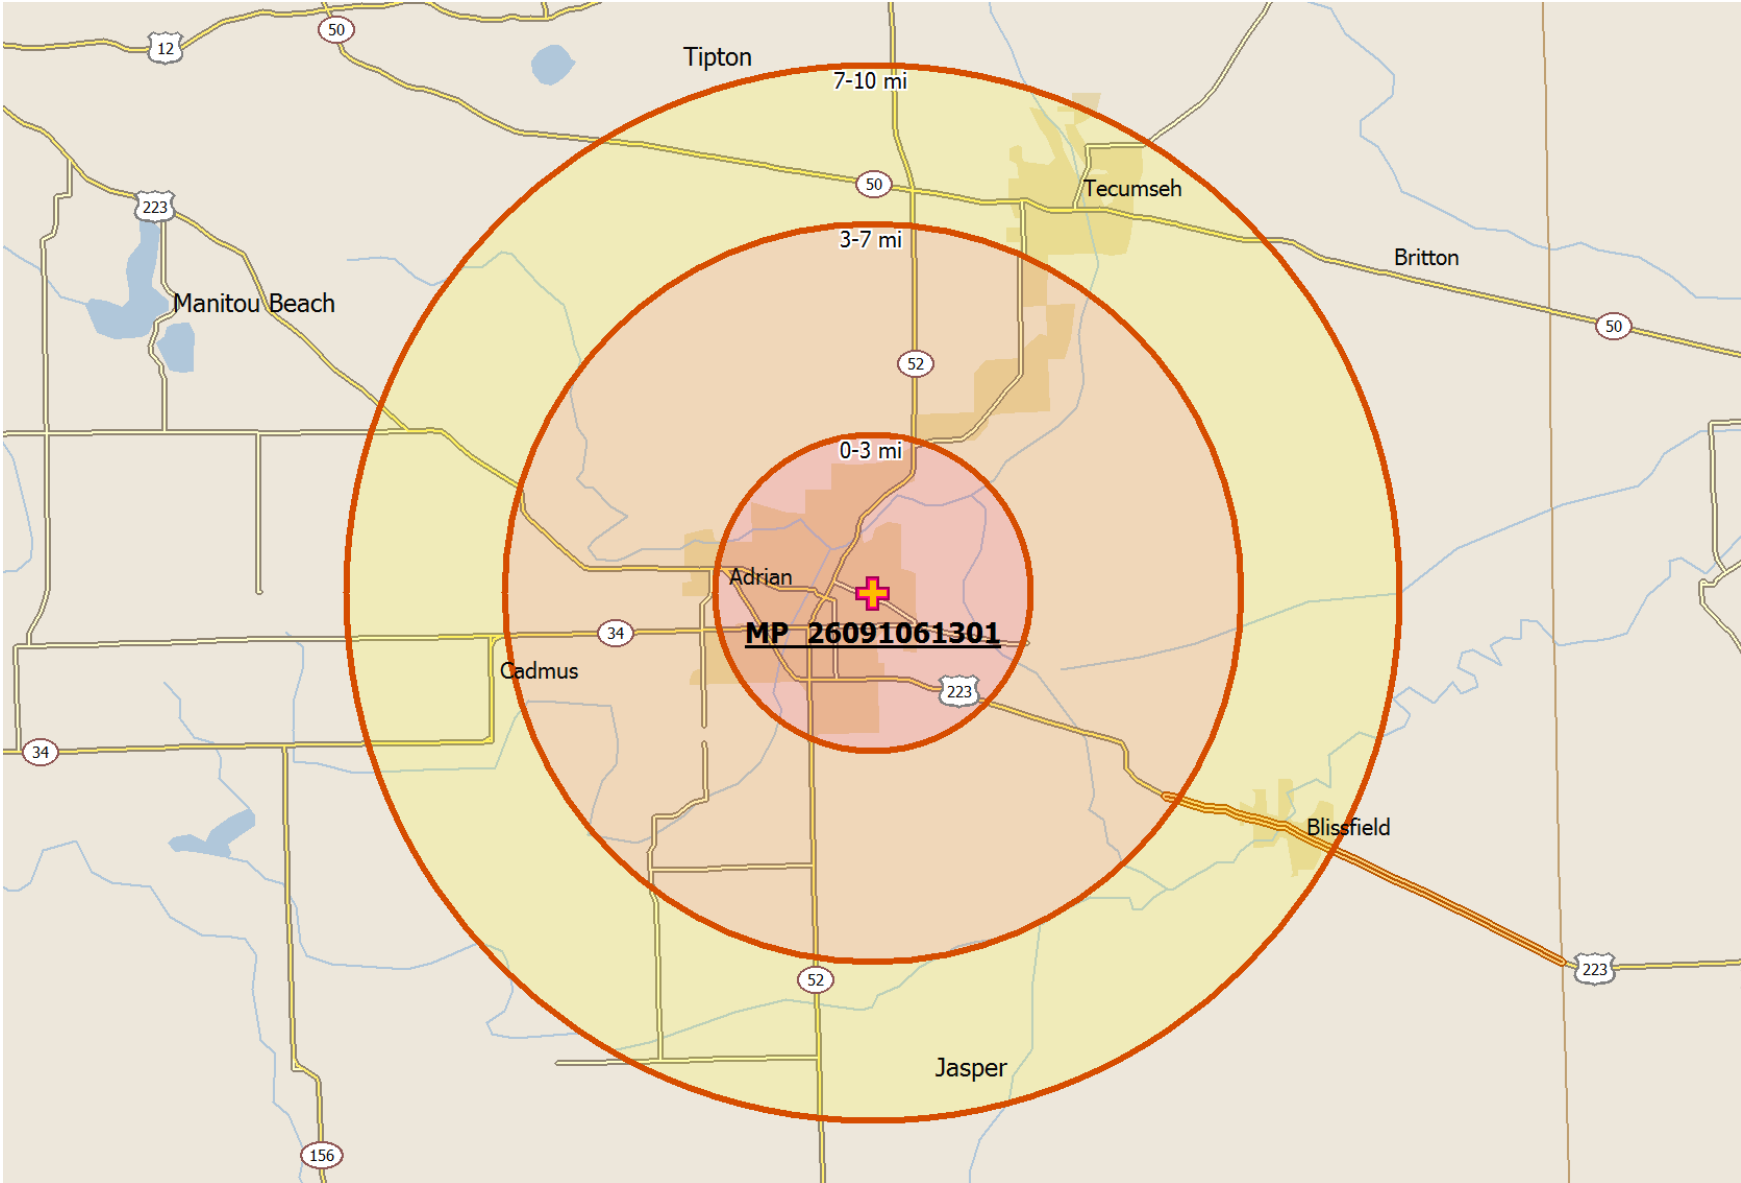 50
12
Tipton
7-10 mi
50
Tecumseh
223
3-7 mi
Britton
Manitou Beach
50
52
0-3 mi
Adrian
34
MP 26091061301
Cadmus
223
34
Blissfield
223
52
Jasper
156